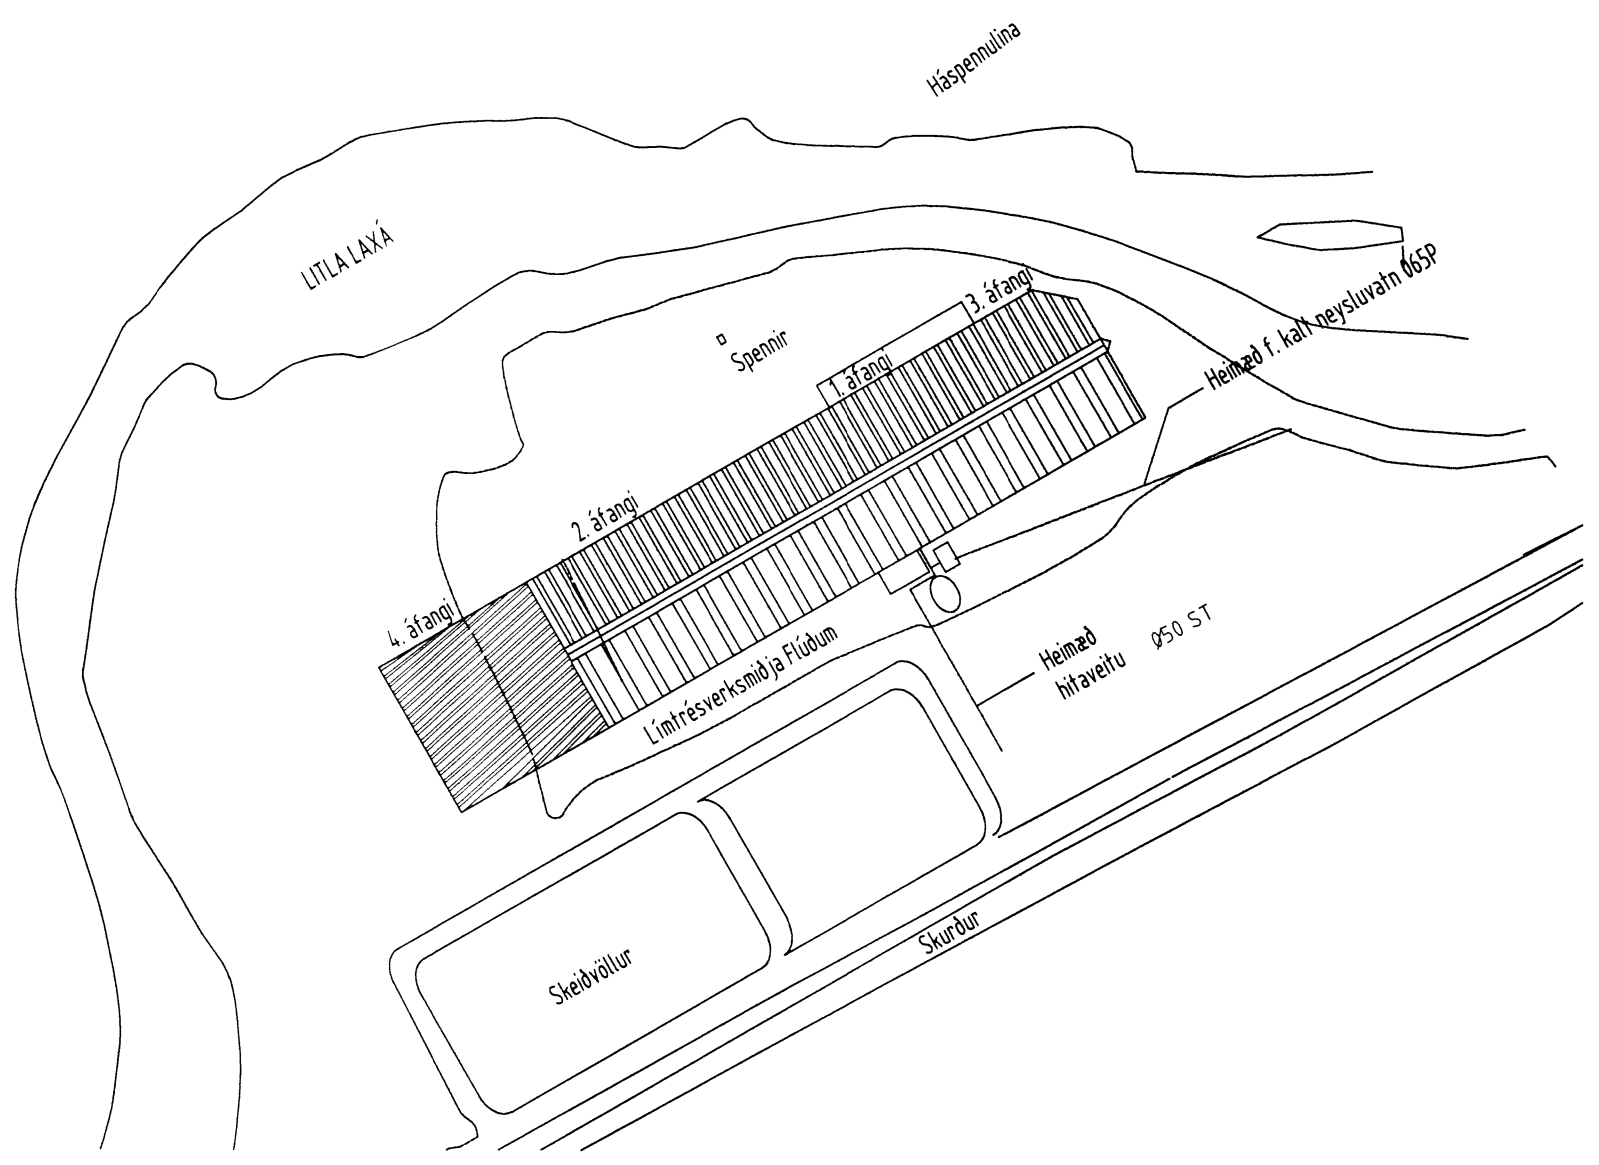 Háspennulina
LITLA LAXÁ
3. áfangi
Heimæð f. kalt neysluvatn Ø65P
Spennir
1. áfangi
2. áfangi
4. áfangi
Límtrésverksmiðja Flúðum
Heimæð
hitaveitu
Ø50 ST
Skurður
Skeiðvöllur